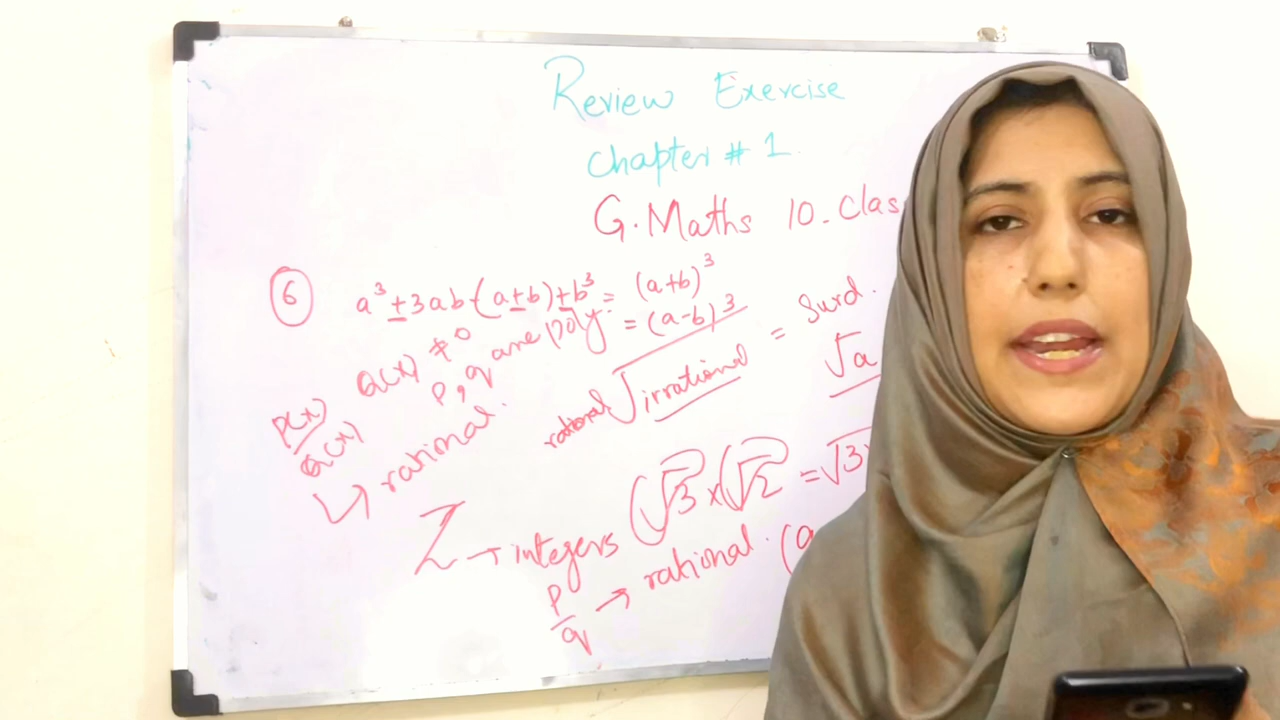 Review Exercise
Chapter # 1
G. Maths 10-Clas
6 a³ ± 3ab (a ± b) ± b³ = (a+b)³
= (a-b)³
Q(x) ≠ 0
p, q are poly.
p(x)/Q(x)
↳ rational.
rational √irrational = Surd.
√a
Z → integers
(√3 × (√2 = √3
p/q → rational. (a